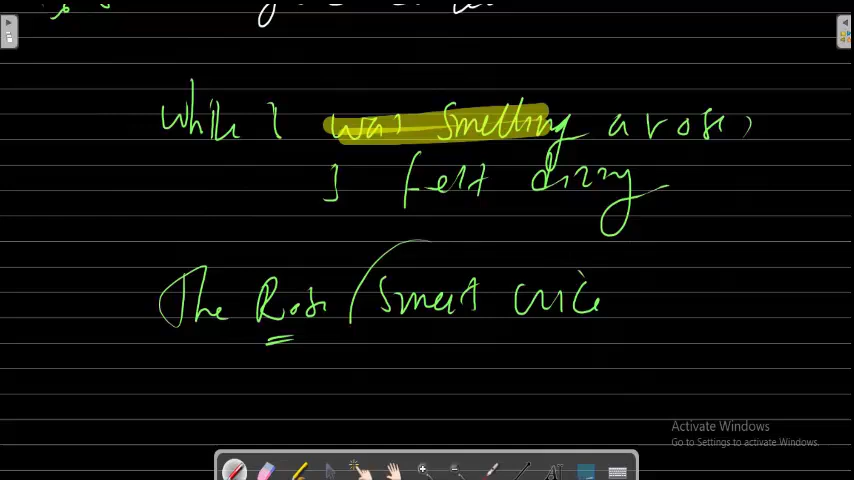 While I was smelling a rose,
I felt dizzy
The Rose (smelt nice
Activate Windows
Go to Settings to activate Windows.